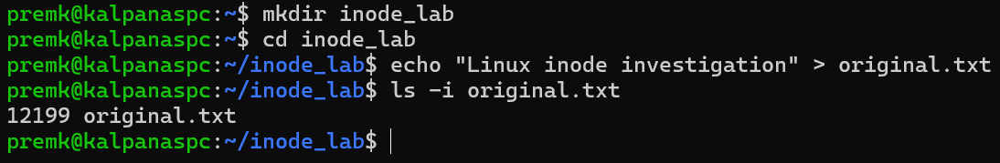 premk@kalpanaspc:~$ mkdir inode_lab
premk@kalpanaspc:~$ cd inode_lab
premk@kalpanaspc:~/inode_lab$ echo "Linux inode investigation" > original.txt
premk@kalpanaspc:~/inode_lab$ ls -i original.txt
12199 original.txt
premk@kalpanaspc:~/inode_lab$